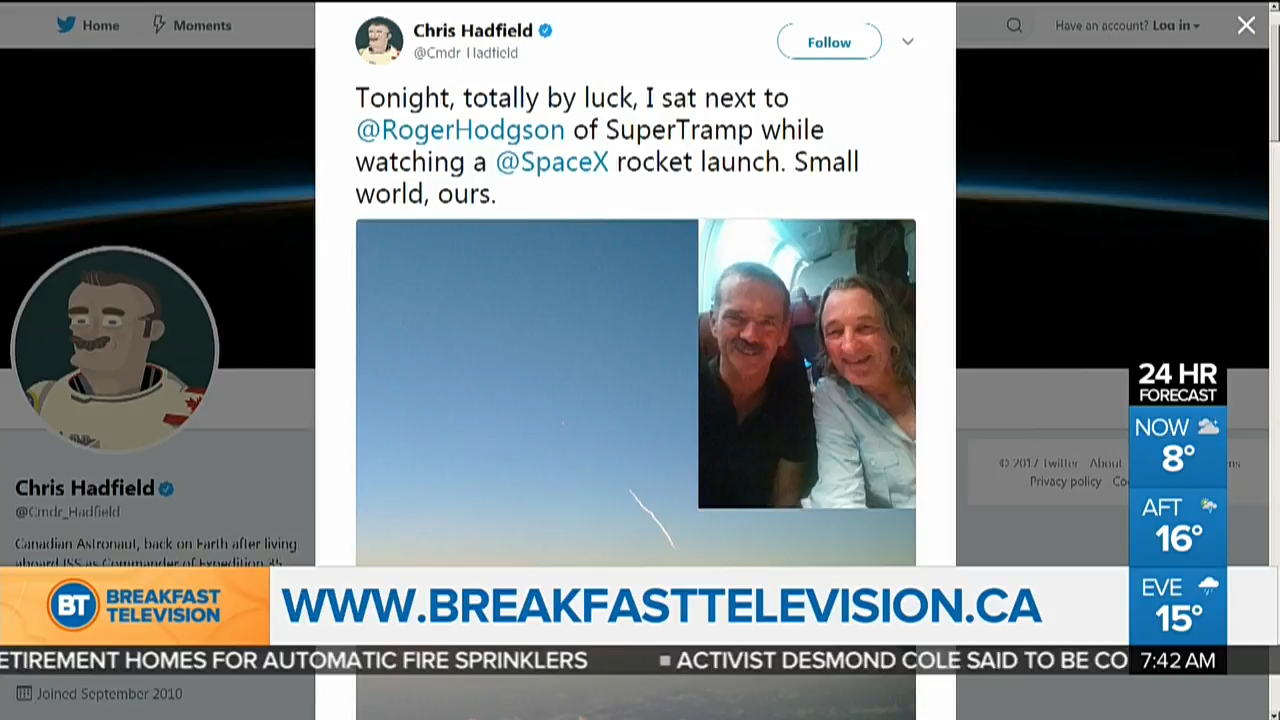 Home
Moments
Have an account? Log in
Chris Hadfield
@Cmdr_Hadfield
Follow
Tonight, totally by luck, I sat next to
@RogerHodgson of SuperTramp while
watching a @SpaceX rocket launch. Small
world, ours.
Chris Hadfield
@Cmdr_Hadfield
Canadian Astronaut, back on Earth after living
aboard ISS as Commander of Expedition 35
Joined September 2010
© 2017 Twitter About
Privacy policy
24 HR
FORECAST
NOW
8°
AFT
16°
EVE
15°
7:42 AM
BT BREAKFAST
TELEVISION
WWW.BREAKFASTTELEVISION.CA
ETIREMENT HOMES FOR AUTOMATIC FIRE SPRINKLERS ■ ACTIVIST DESMOND COLE SAID TO BE CO